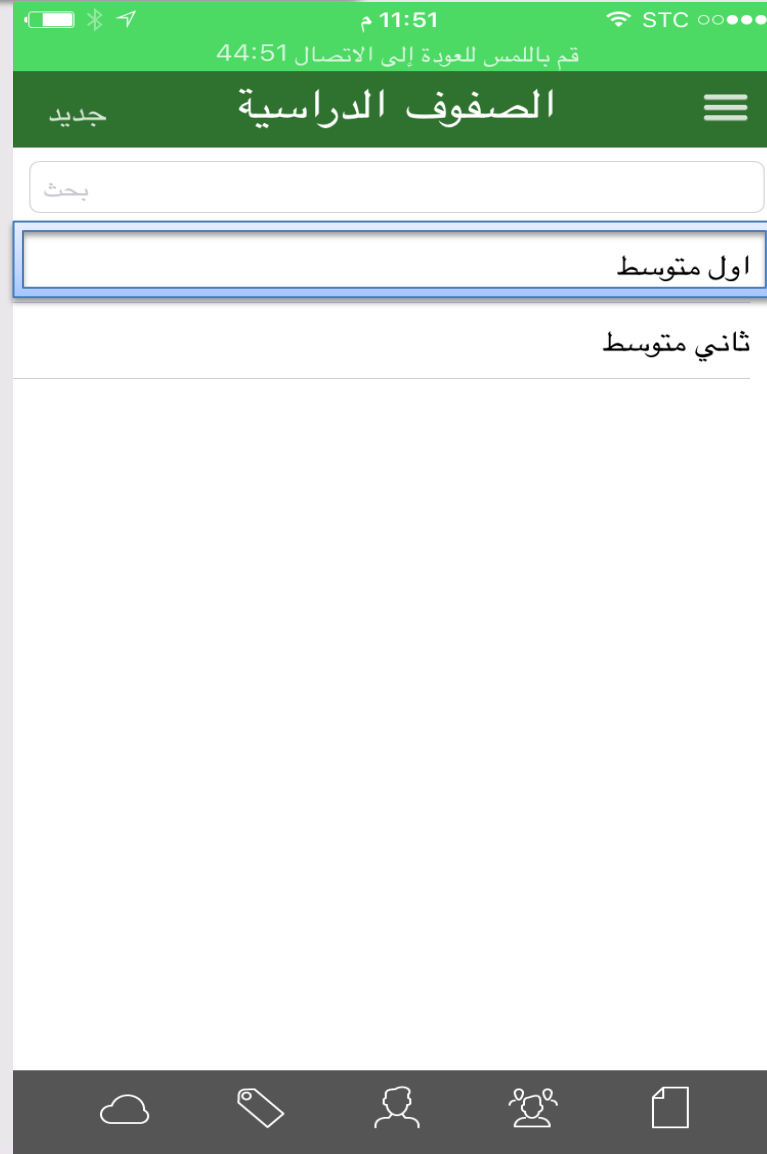 STC 11:51 م
قم باللمس للعودة إلى الاتصال 44:51
الصفوف الدراسية جديد
بحث
اول متوسط
ثاني متوسط